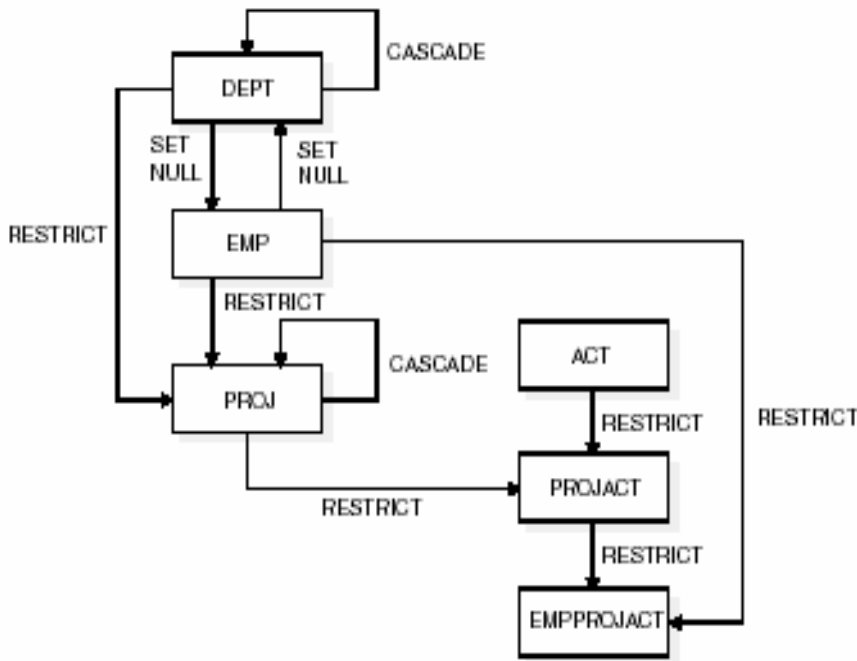 CASCADE
DEPT
SET
NULL
SET
NULL
RESTRICT
EMP
RESTRICT
CASCADE
ACT
PROJ
RESTRICT
RESTRICT
PROJACT
RESTRICT
RESTRICT
EMPPROJACT